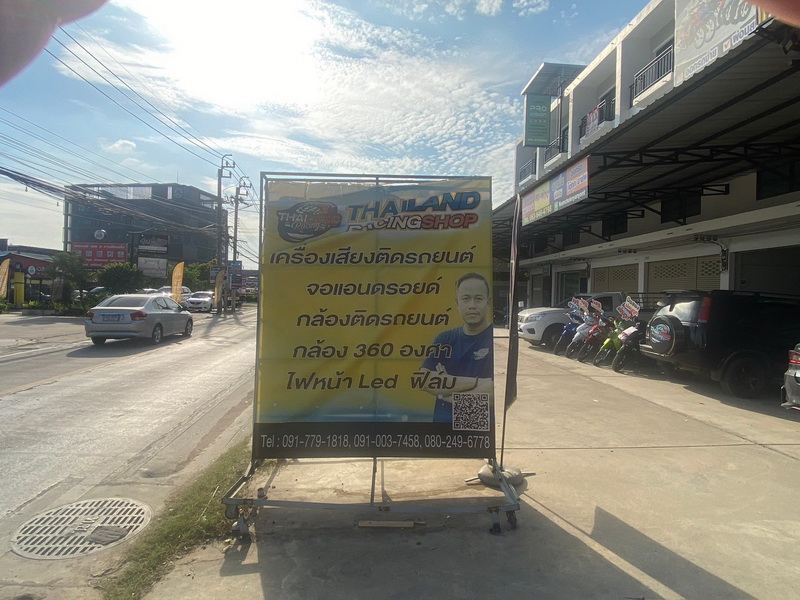 THAILAND
RACINGSHOP
เครื่องเสียงติดรถยนต์
จอแอนดรอยด์
กล้องติดรถยนต์
กล้อง 360 องศา
ไฟหน้า Led ฟิล์ม
Tel : 091-779-1818, 091-003-7458, 080-249-6778